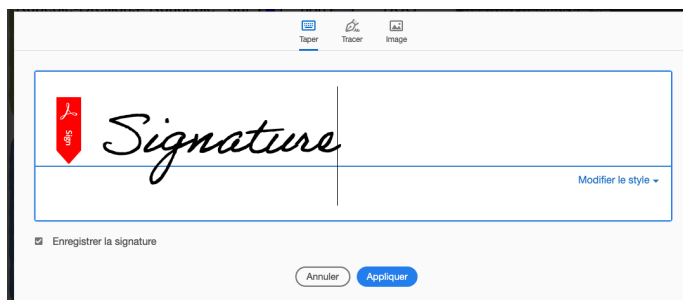 Taper Tracer Image
Sign
Signature
Modifier le style
Enregistrer la signature
Annuler Appliquer